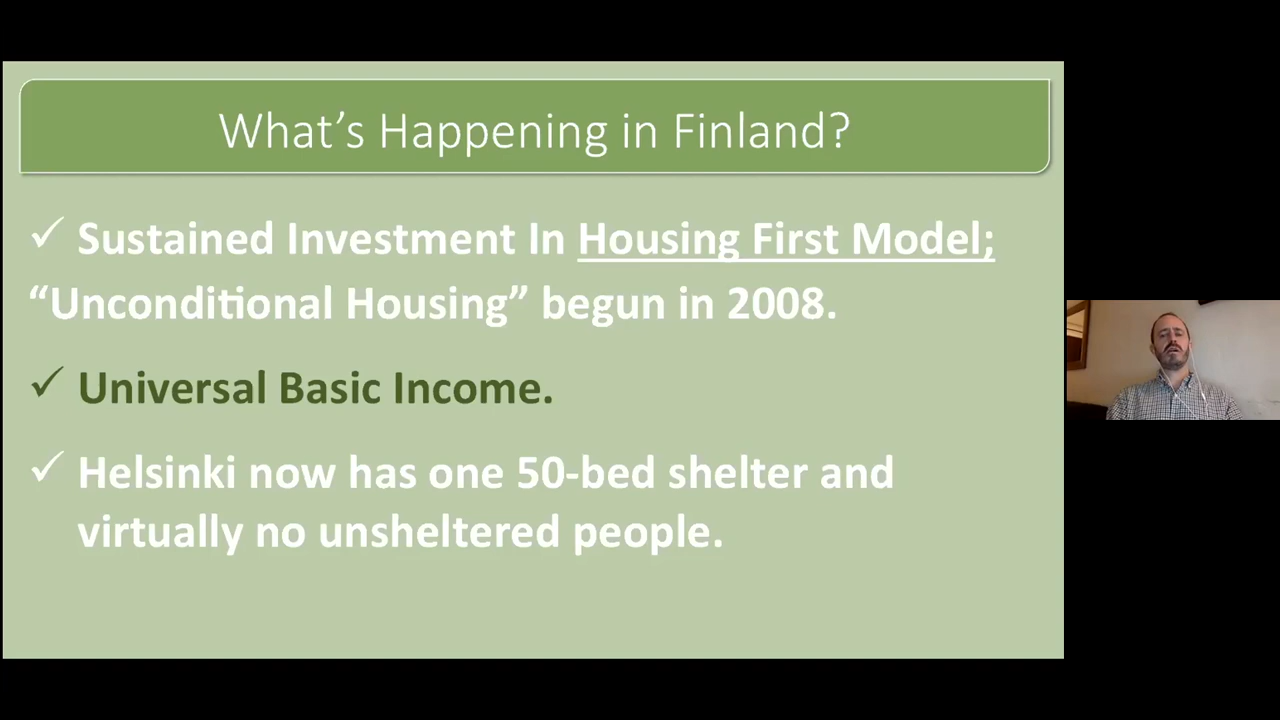 What’s Happening in Finland?
✓ Sustained Investment In Housing First Model;
“Unconditional Housing” begun in 2008.
✓ Universal Basic Income.
✓ Helsinki now has one 50-bed shelter and
virtually no unsheltered people.